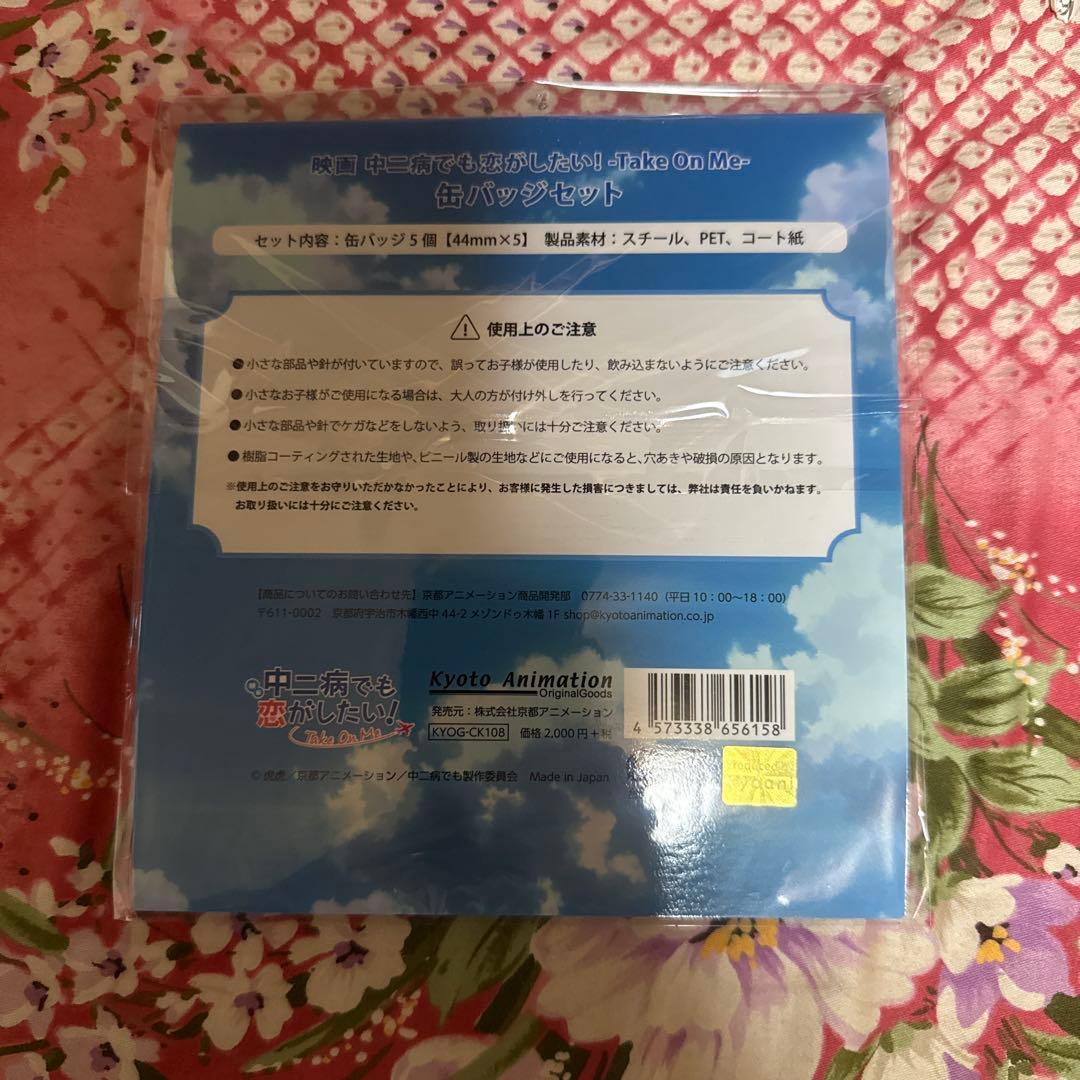 映画 中二病でも恋がしたい! -Take On Me-
缶バッジセット
セット内容：缶バッジ5個【44mm×5】 製品素材：スチール、PET、コート紙
使用上のご注意
●小さな部品や針が付いていますので、誤ってお子様が使用したり、飲み込まないようにご注意ください。
●小さなお子様がご使用になる場合は、大人の方が付け外しを行ってください。
●小さな部品や針でケガなどをしないよう、取り扱いには十分ご注意ください。
●樹脂コーティングされた生地や、ビニール製の生地などにご使用になると、穴あきや破損の原因となります。
※使用上のご注意をお守りいただかなかったことにより、お客様に発生した損害につきましては、弊社は責任を負いかねます。
お取り扱いには十分にご注意ください。
【商品についてのお問い合わせ先】京都アニメーション商品開発部 0774-33-1140（平日10：00～18：00）
〒611-0002 京都府宇治市木幡西中44-2 メゾンドゥ木幡1F shop@kyotoanimation.co.jp
映画 中二病でも
恋がしたい!
Take On Me
Kyoto Animation
OriginalGoods
発売元：株式会社京都アニメーション
KYOG-CK108 価格 2,000円+税
4 573338 656158
© 虎虎／京都アニメーション／中二病でも製作委員会 Made in Japan